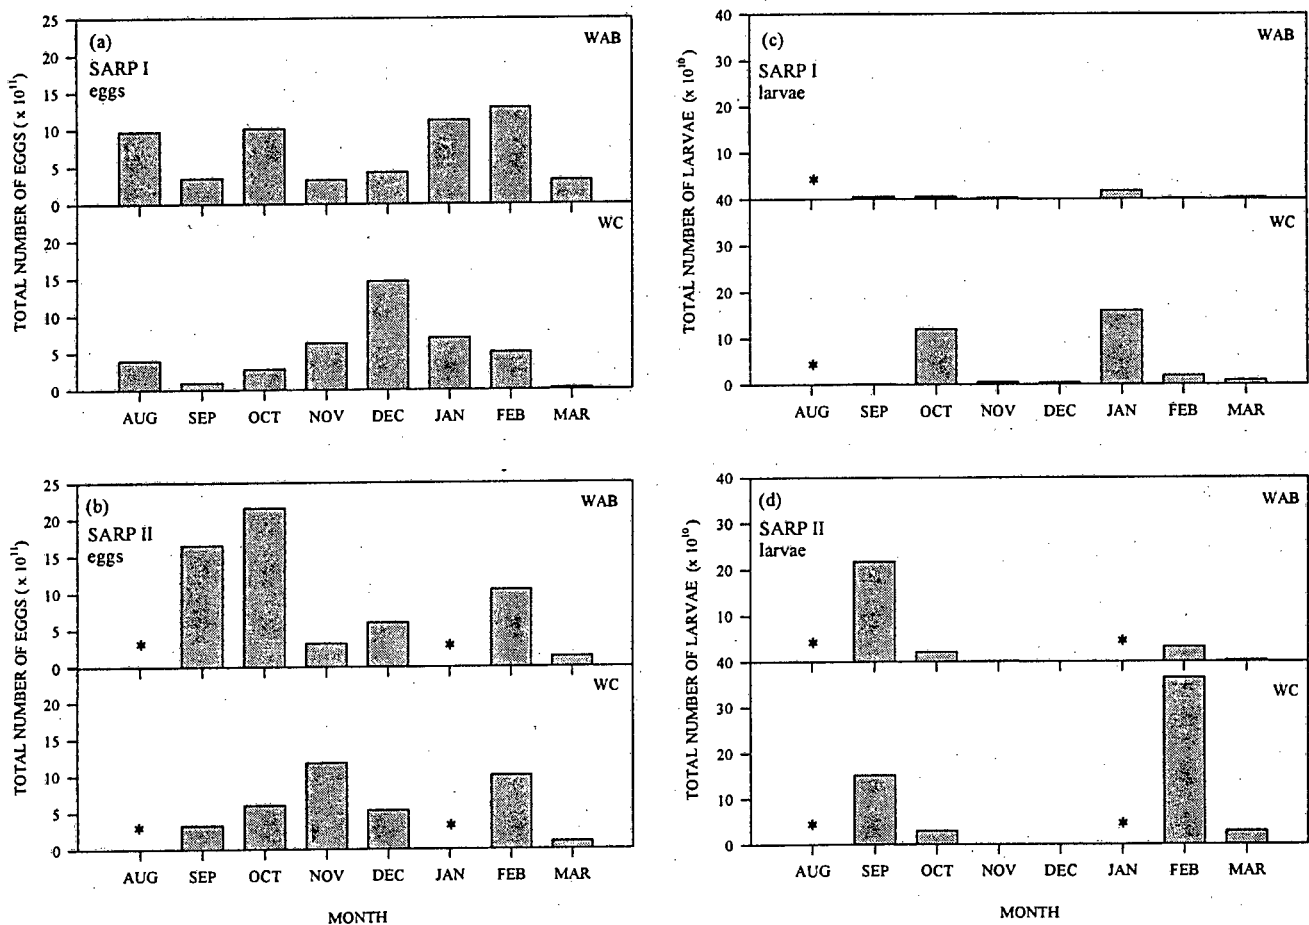 (a)
WAB
SARP I
eggs
TOTAL NUMBER OF EGGS ( x 10¹¹)
25
20
15
10
5
0
WC
20
15
10
5
0
AUG SEP OCT NOV DEC JAN FEB MAR
(c)
WAB
SARP I
larvae
TOTAL NUMBER OF LARVAE (x 10¹⁰)
40
30
20
10
0
40
WC
30
20
10
0
*
*
AUG SEP OCT NOV DEC JAN FEB MAR
(b)
WAB
SARP II
eggs
TOTAL NUMBER OF EGGS ( x 10¹¹)
25
20
15
10
5
0
* *
WC
20
15
10
5
0
* *
AUG SEP OCT NOV DEC JAN FEB MAR
MONTH
(d)
WAB
SARP II
larvae
TOTAL NUMBER OF LARVAE (x 10¹⁰)
40
30
20
10
0
40
* *
WC
30
20
10
0
* *
AUG SEP OCT NOV DEC JAN FEB MAR
MONTH